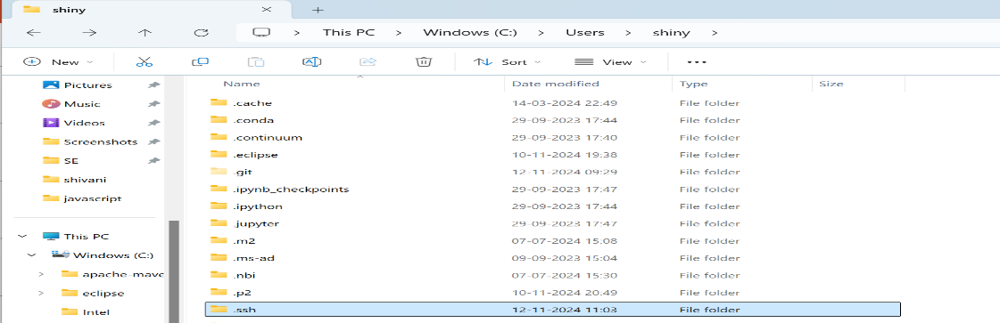 shiny
This PC > Windows (C:) > Users > shiny >
New Sort View
Name Date modified Type Size
Pictures
Music
Videos
Screenshots
SE
shivani
javascript
This PC
Windows (C:)
apache-mave
eclipse
Intel
.cache 14-03-2024 22:49 File folder
.conda 29-09-2023 17:44 File folder
.continuum 29-09-2023 17:40 File folder
.eclipse 10-11-2024 19:38 File folder
.git 12-11-2024 09:29 File folder
.ipynb_checkpoints 29-09-2023 17:47 File folder
.ipython 29-09-2023 17:44 File folder
.jupyter 29-09-2023 17:47 File folder
.m2 07-07-2024 15:08 File folder
.ms-ad 09-09-2023 15:04 File folder
.nbi 07-07-2024 15:30 File folder
.p2 10-11-2024 20:49 File folder
.ssh 12-11-2024 11:03 File folder